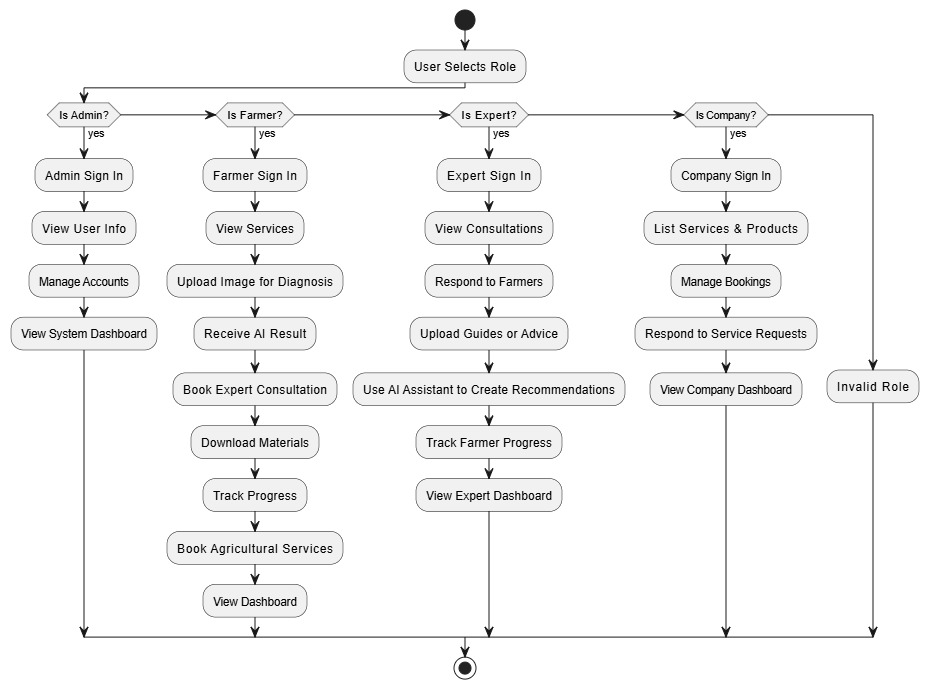 User Selects Role
Is Admin?
yes
Admin Sign In
View User Info
Manage Accounts
View System Dashboard
Is Farmer?
yes
Farmer Sign In
View Services
Upload Image for Diagnosis
Receive AI Result
Book Expert Consultation
Download Materials
Track Progress
Book Agricultural Services
View Dashboard
Is Expert?
yes
Expert Sign In
View Consultations
Respond to Farmers
Upload Guides or Advice
Use AI Assistant to Create Recommendations
Track Farmer Progress
View Expert Dashboard
Is Company?
yes
Company Sign In
List Services & Products
Manage Bookings
Respond to Service Requests
View Company Dashboard
Invalid Role